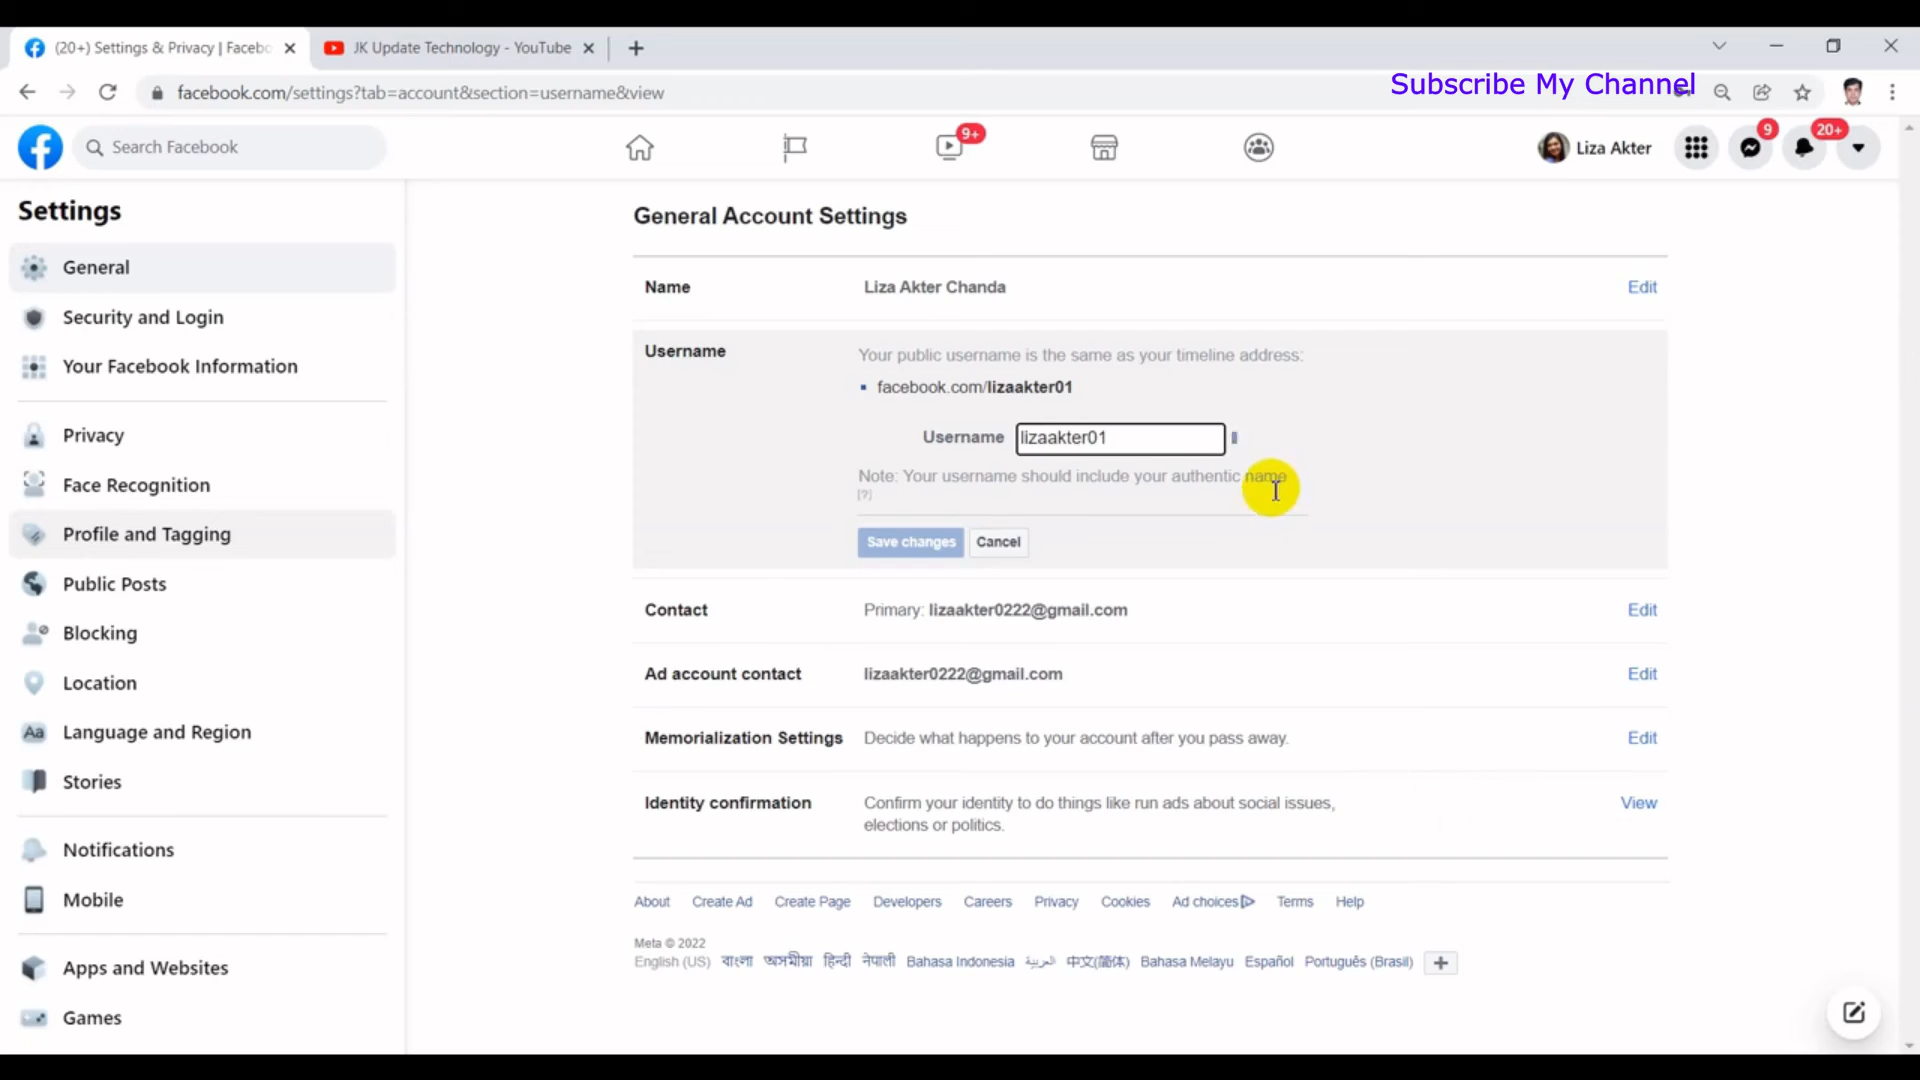 (20+) Settings & Privacy | Facebo
JK Update Technology - YouTube
facebook.com/settings?tab=account&section=username&view
Subscribe My Channel
Search Facebook
9+
Liza Akter
9
20+
Settings
General
Security and Login
Your Facebook Information
Privacy
Face Recognition
Profile and Tagging
Public Posts
Blocking
Location
Aa
Language and Region
Stories
Notifications
Mobile
Apps and Websites
Games
General Account Settings
Name
Liza Akter Chanda
Edit
Username
Your public username is the same as your timeline address:
facebook.com/lizaakter01
Username
lizaakter01
Note: Your username should include your authentic name
[?]
Save changes
Cancel
Contact
Primary: lizaakter0222@gmail.com
Edit
Ad account contact
lizaakter0222@gmail.com
Edit
Memorialization Settings
Decide what happens to your account after you pass away.
Edit
Identity confirmation
Confirm your identity to do things like run ads about social issues,
elections or politics.
View
About Create Ad Create Page Developers Careers Privacy Cookies Ad choices Terms Help
Meta © 2022
English (US) বাংলা অসমীয়া हिन्दी नेपाली Bahasa Indonesia العربية 中文(简体) Bahasa Melayu Español Português (Brasil)